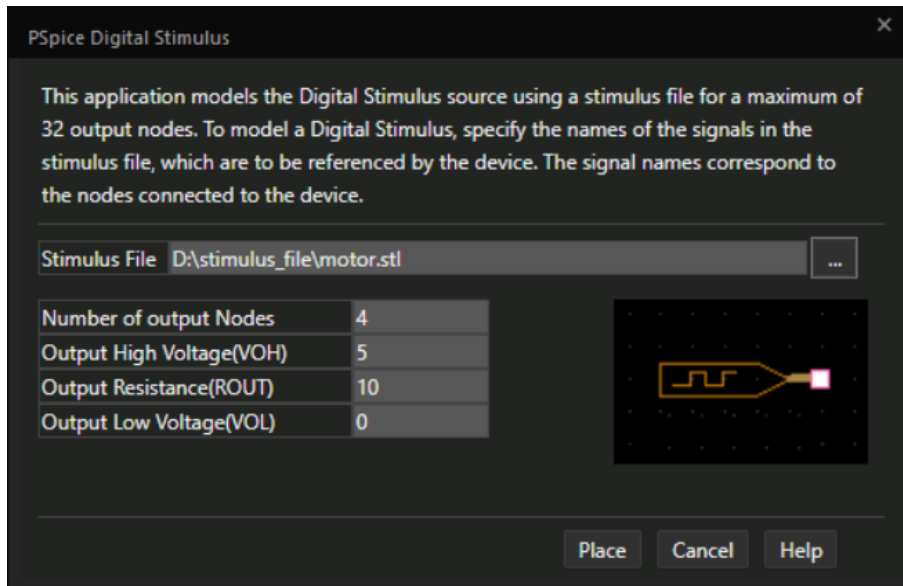 PSpice Digital Stimulus
This application models the Digital Stimulus source using a stimulus file for a maximum of
32 output nodes. To model a Digital Stimulus, specify the names of the signals in the
stimulus file, which are to be referenced by the device. The signal names correspond to
the nodes connected to the device.
Stimulus File D:\stimulus_file\motor.stl ...
Number of output Nodes 4
Output High Voltage(VOH) 5
Output Resistance(ROUT) 10
Output Low Voltage(VOL) 0
Place Cancel Help